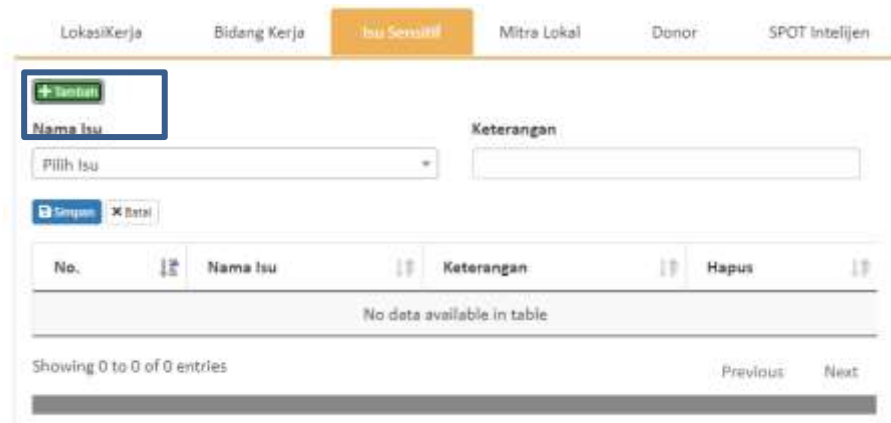 LokasiKerja Bidang Kerja Isu Sensitif Mitra Lokal Donor SPOT Intelijen
+ Tambah
Nama Isu Keterangan
Pilih Isu
Simpan × Batal
No. Nama Isu Keterangan Hapus
No data available in table
Showing 0 to 0 of 0 entries Previous Next